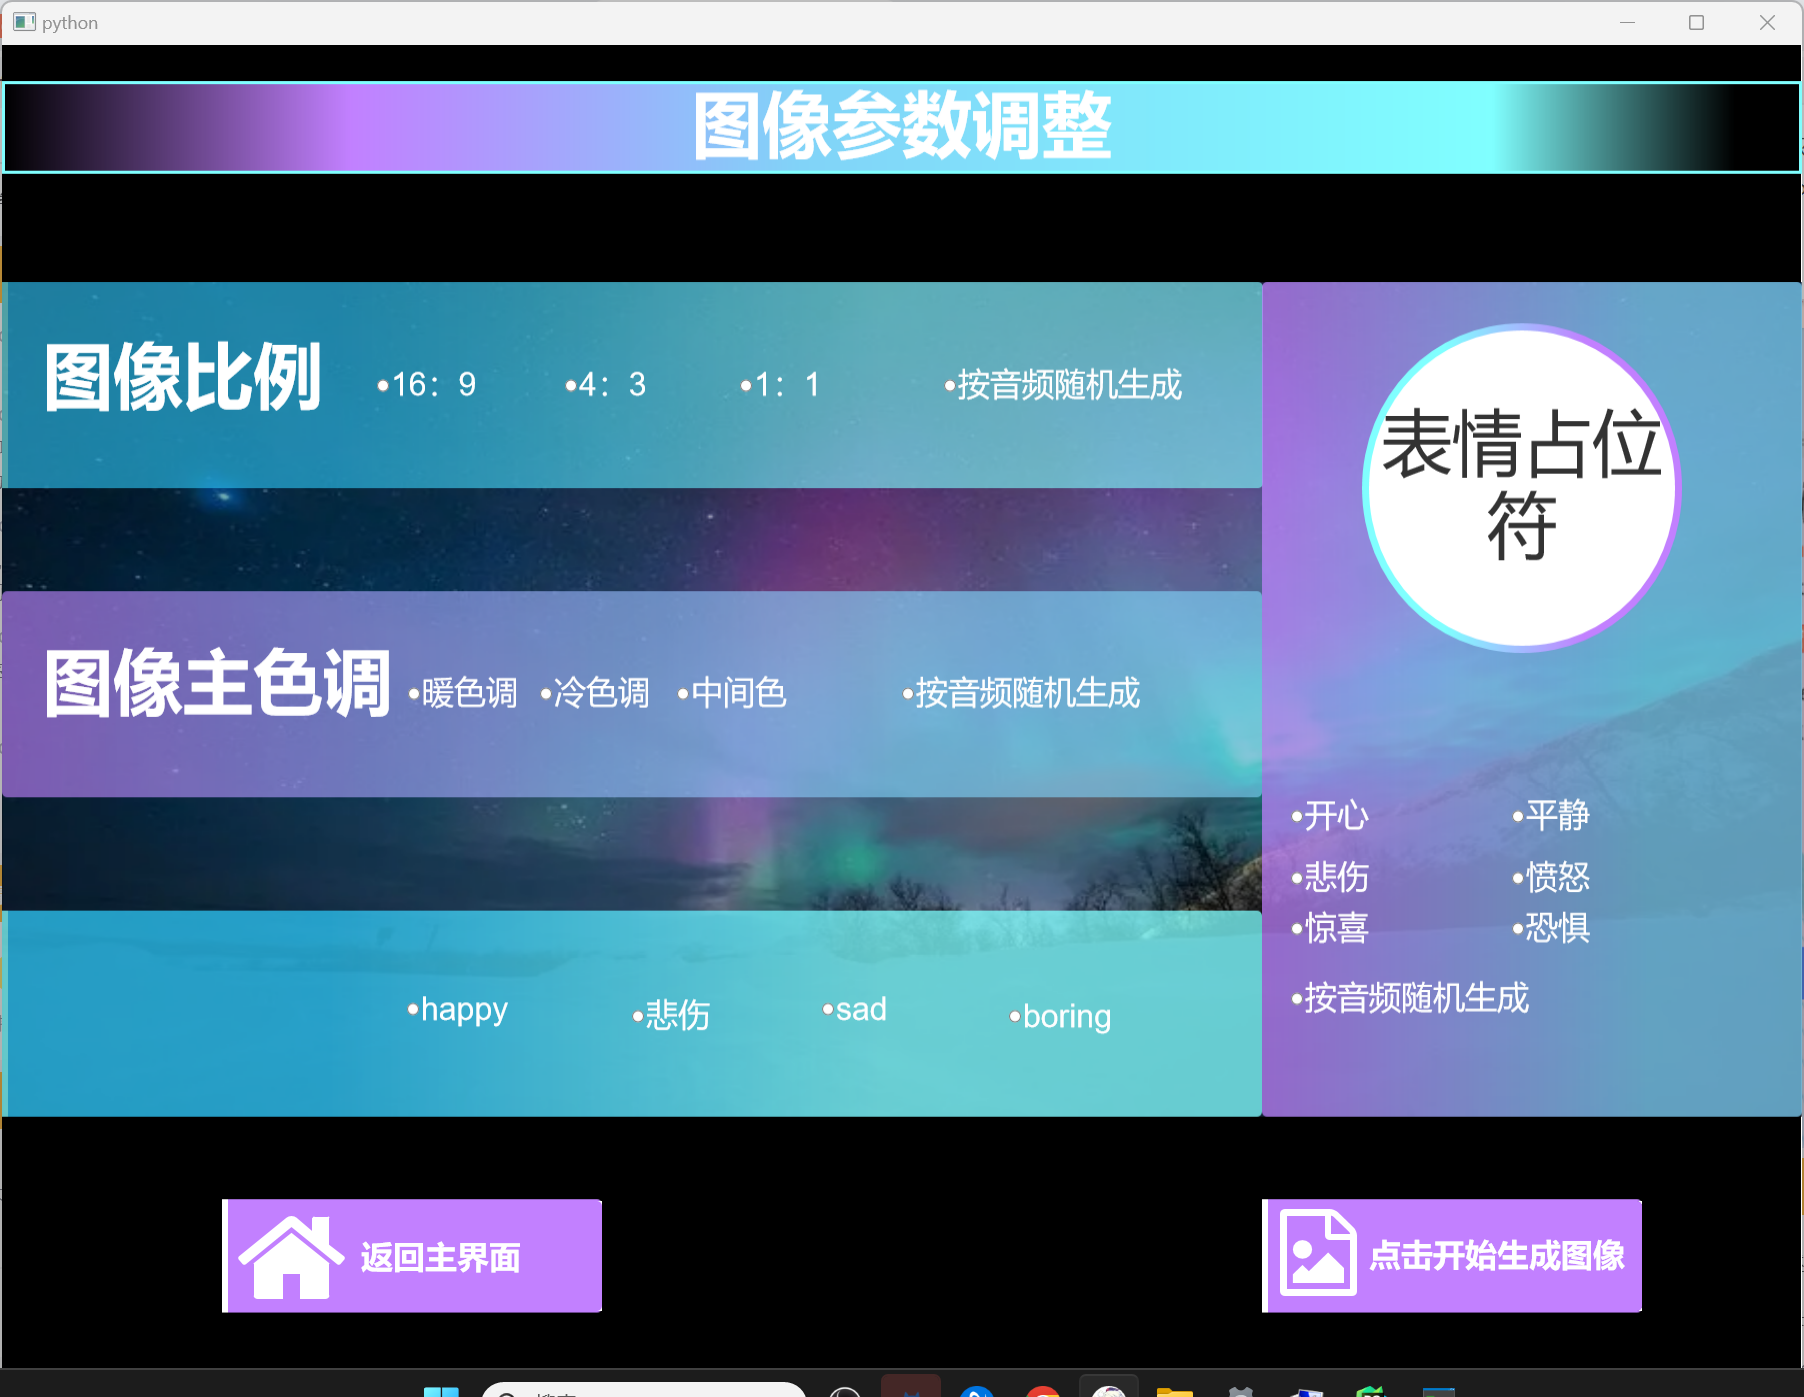 python
图像参数调整
图像比例
16：9
4：3
1：1
按音频随机生成
表情占位
符
图像主色调
暖色调
冷色调
中间色
按音频随机生成
开心
平静
悲伤
愤怒
惊喜
恐惧
按音频随机生成
happy
悲伤
sad
boring
返回主界面
点击开始生成图像